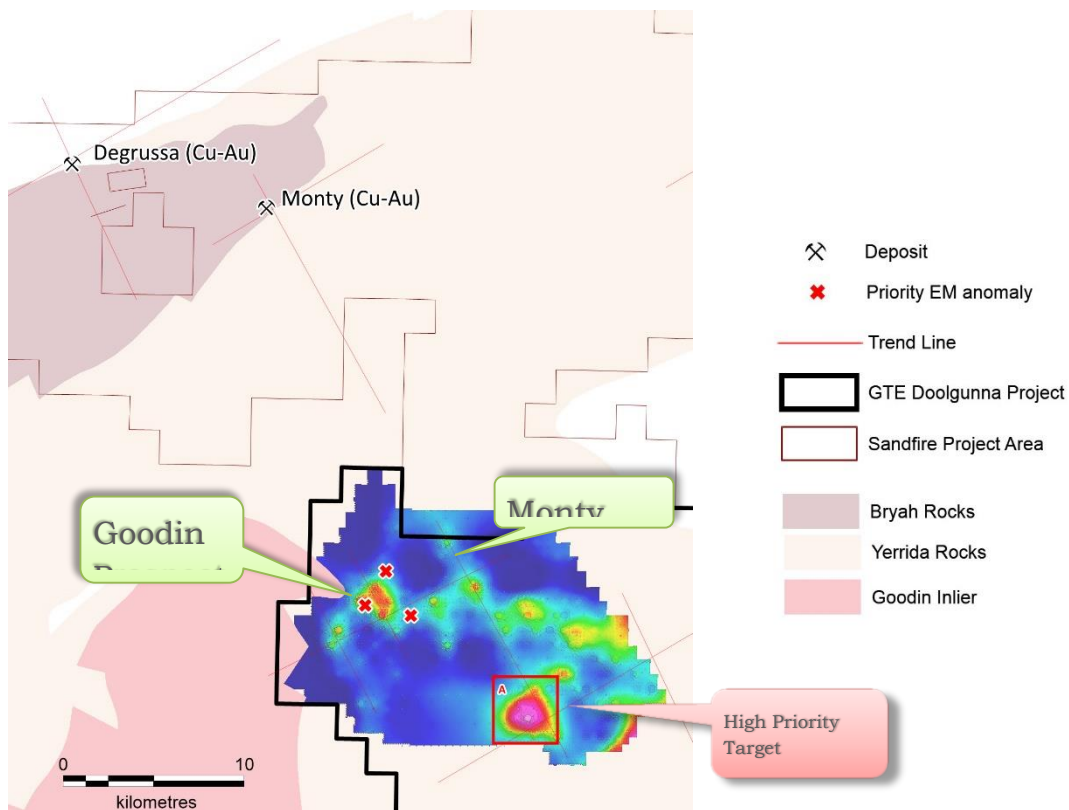 Degrussa (Cu-Au)
Monty (Cu-Au)
Deposit
Priority EM anomaly
Trend Line
GTE Doolgunna Project
Sandfire Project Area
Bryah Rocks
Yerrida Rocks
Goodin Inlier
Goodin
Monty
A
High Priority
Target
0 10
kilometres